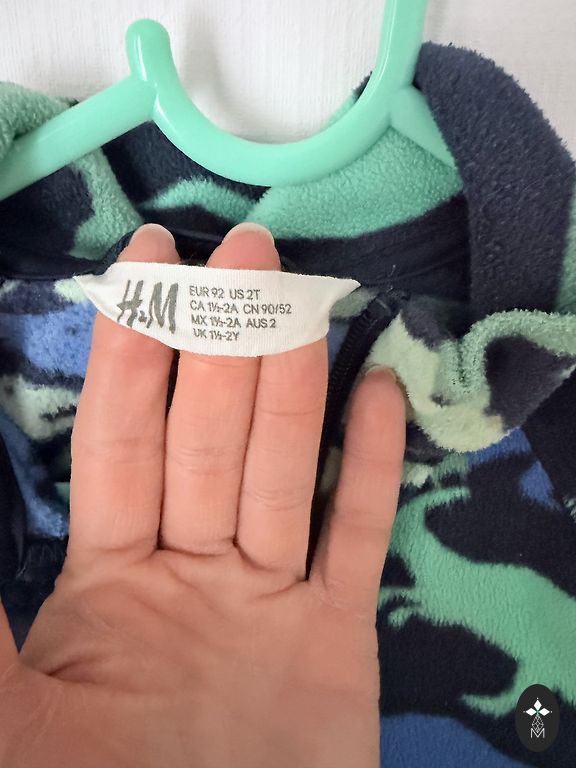 H&M
EUR 92 US 2T
CA 1½-2A CN 90/52
MX 1½-2A AUS 2
UK 1½-2Y
M